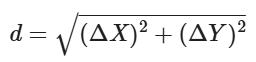 d = √((ΔX)² + (ΔY)²)